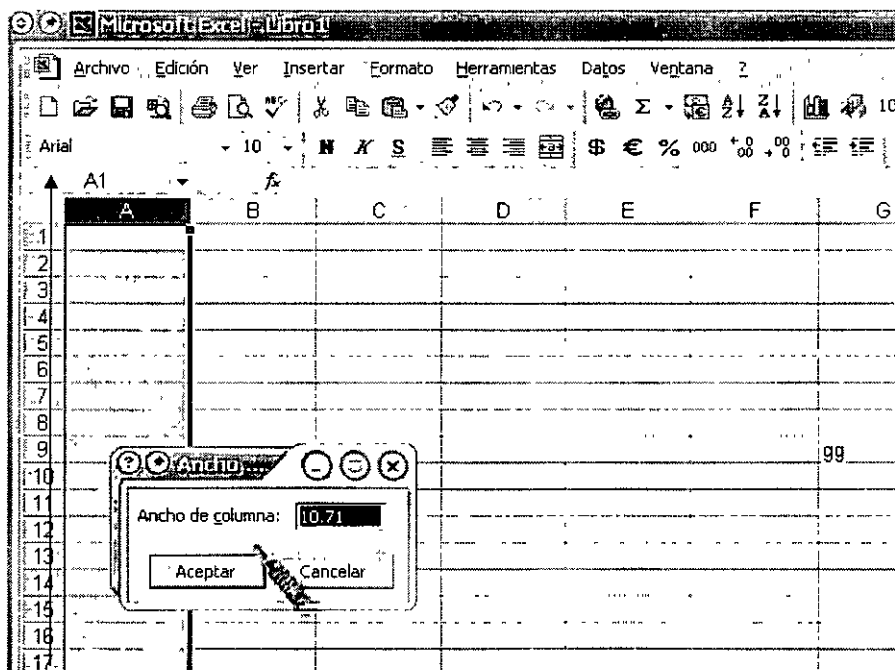 Microsoft Excel - Libro1
Archivo Edición Ver Insertar Formato Herramientas Datos Ventana ?
Arial 10 N K S $ € % 000
A1 fx
A B C D E F G
1
2
3
4
5
6
7
8
9 gg
10
11
12
13
14
15
16
17
Ancho
Ancho de columna: 10.71
Aceptar Cancelar